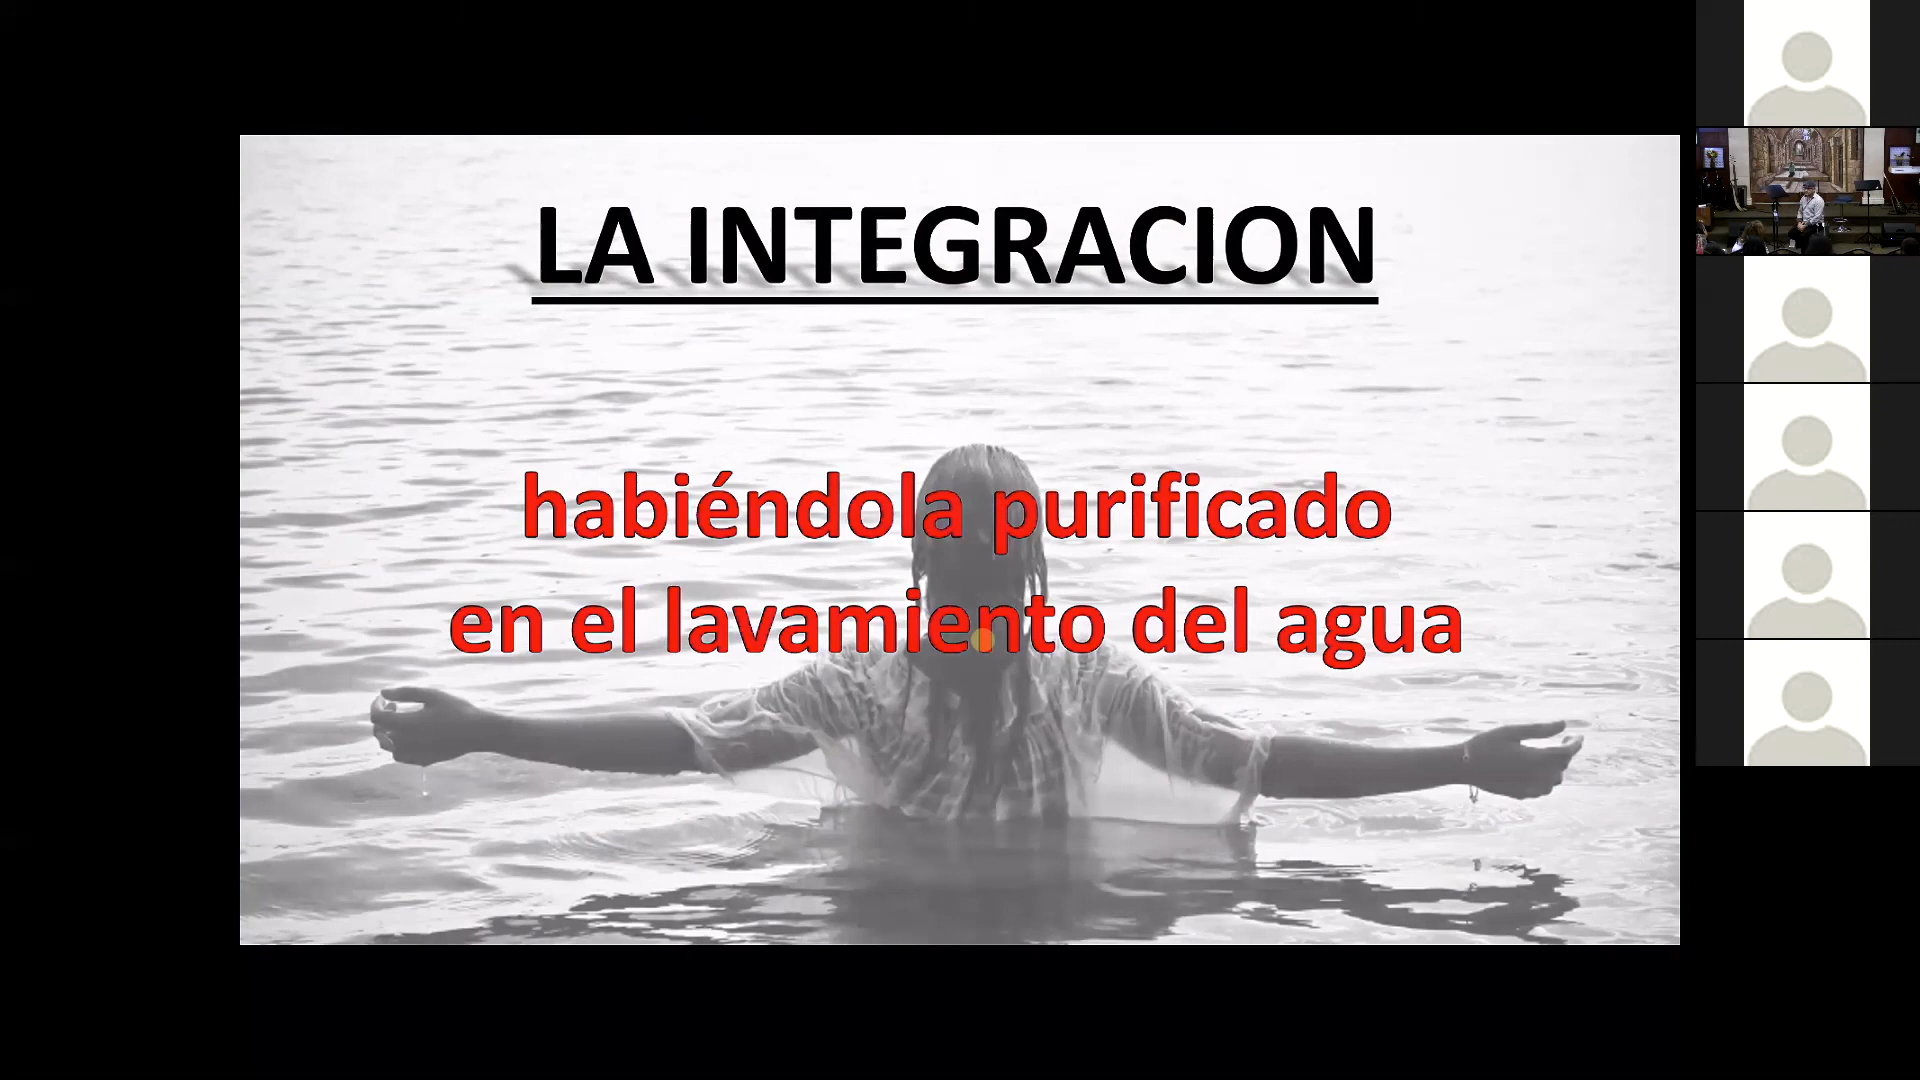 LA INTEGRACION
habiéndola purificado
en el lavamiento del agua